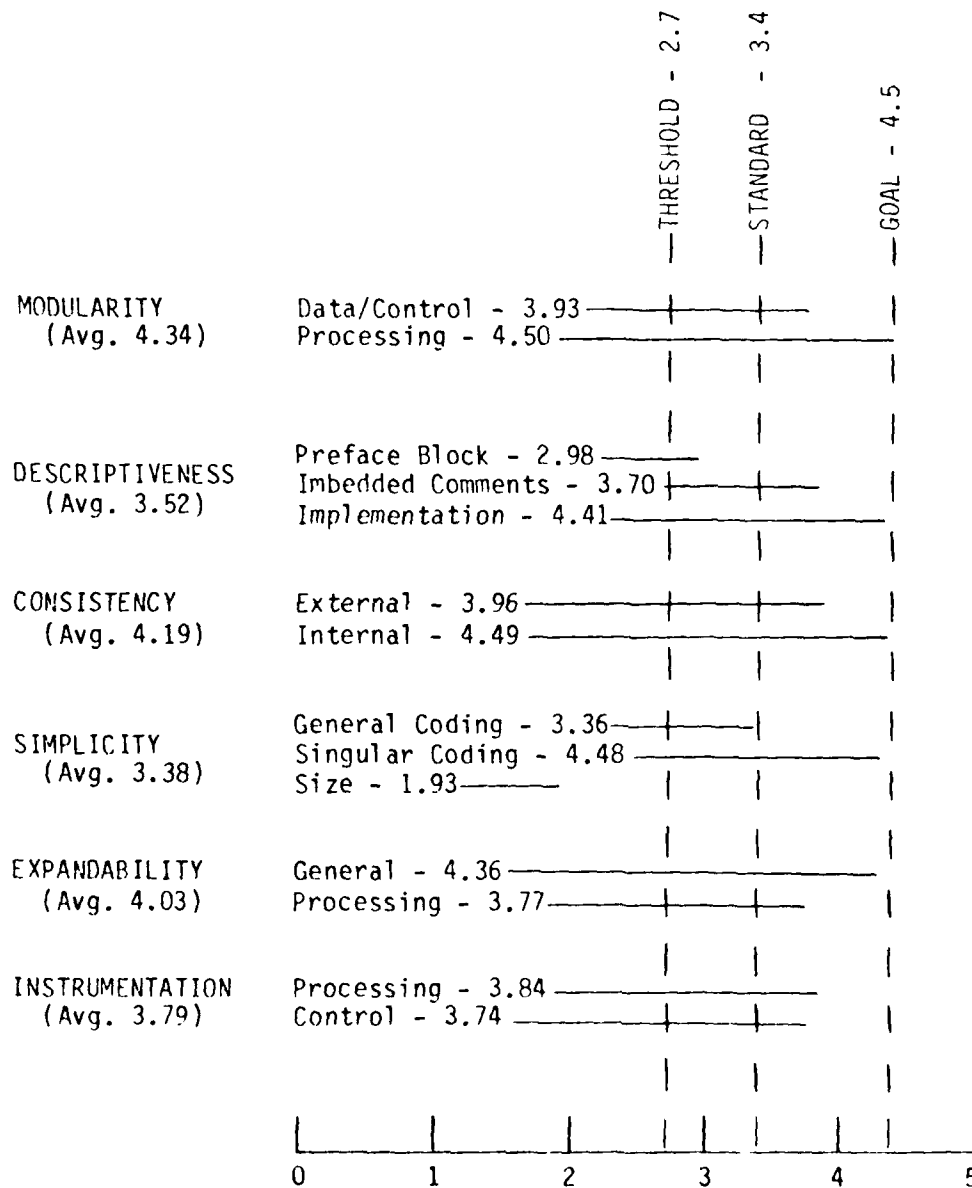 THRESHOLD - 2.7
STANDARD - 3.4
GOAL - 4.5
MODULARITY
(Avg. 4.34)
Data/Control - 3.93
Processing - 4.50
DESCRIPTIVENESS
(Avg. 3.52)
Preface Block - 2.98
Imbedded Comments - 3.70
Implementation - 4.41
CONSISTENCY
(Avg. 4.19)
External - 3.96
Internal - 4.49
SIMPLICITY
(Avg. 3.38)
General Coding - 3.36
Singular Coding - 4.48
Size - 1.93
EXPANDABILITY
(Avg. 4.03)
General - 4.36
Processing - 3.77
INSTRUMENTATION
(Avg. 3.79)
Processing - 3.84
Control - 3.74
0 1 2 3 4 5